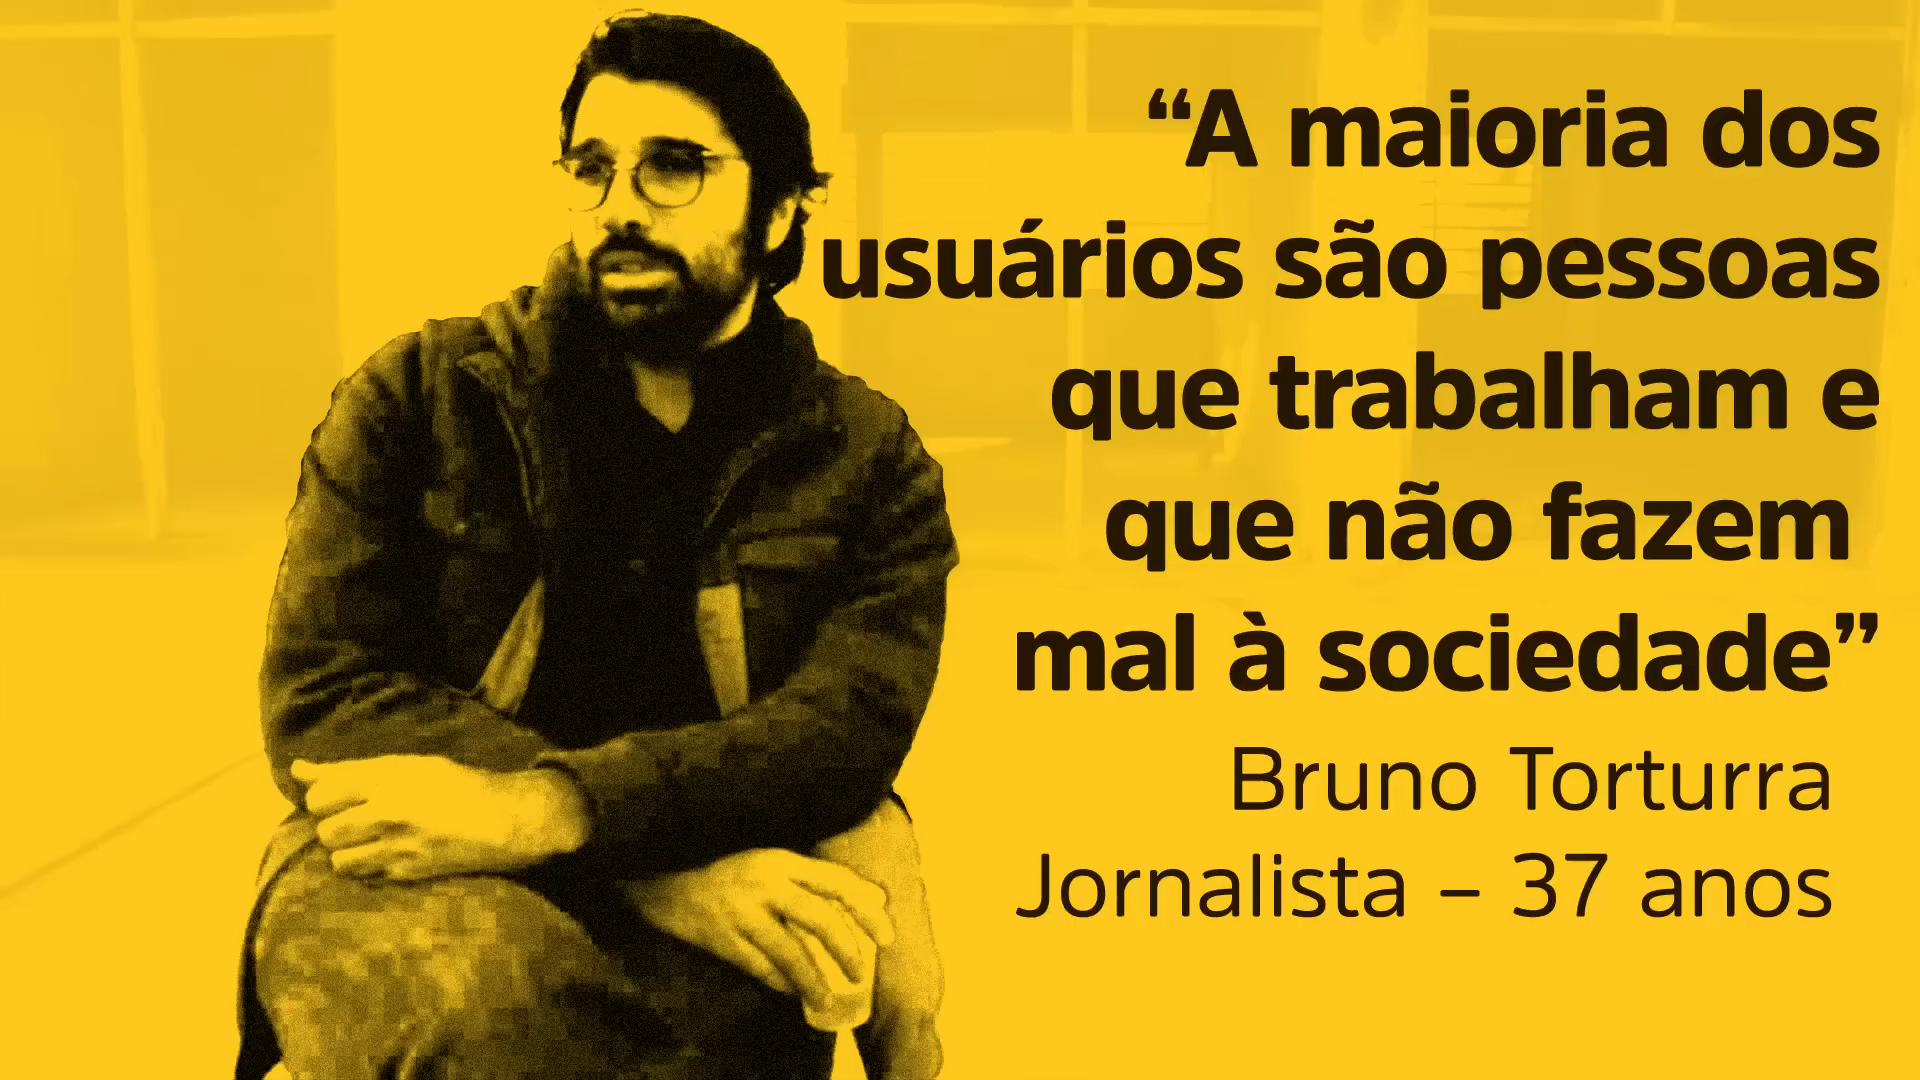 “A maioria dos
usuários são pessoas
que trabalham e
que não fazem
mal à sociedade”
Bruno Torturra
Jornalista – 37 anos